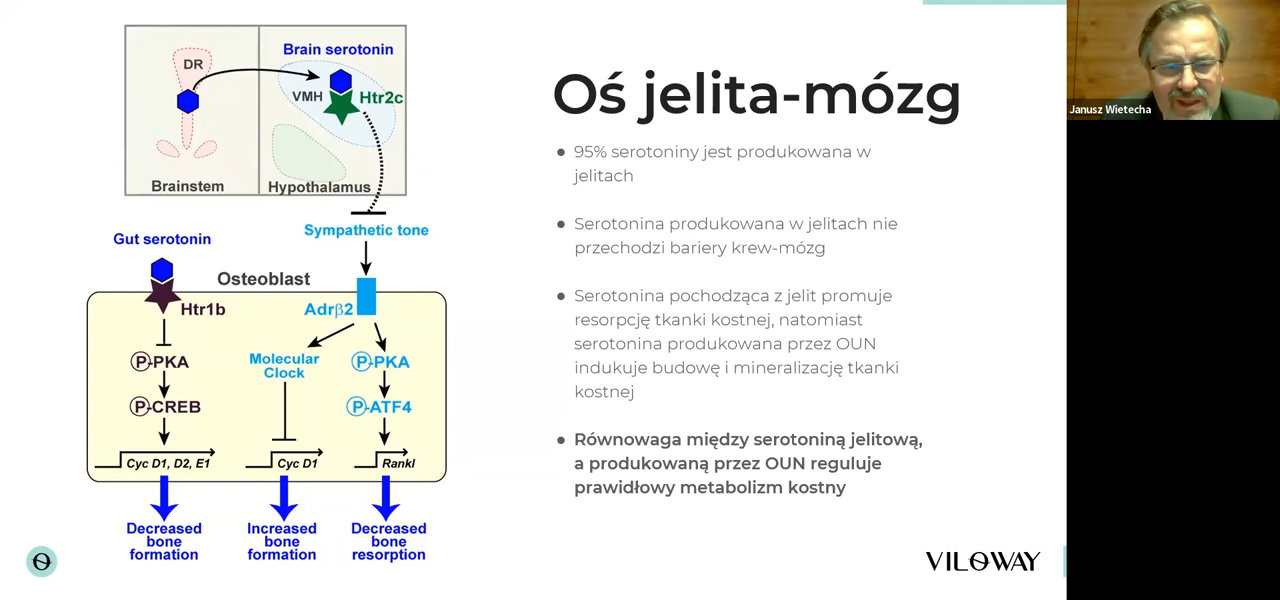 Brain serotonin
DR
VMH
Htr2c
Brainstem
Hypothalamus
Gut serotonin
Sympathetic tone
Osteoblast
Htr1b
Adrβ2
P-PKA
Molecular
Clock
P-PKA
P-CREB
P-ATF4
Cyc D1, D2, E1
Cyc D1
Rankl
Decreased
bone
formation
Increased
bone
formation
Decreased
bone
resorption
Oś jelita-mózg
● 95% serotoniny jest produkowana w
jelitach
● Serotonina produkowana w jelitach nie
przechodzi bariery krew-mózg
● Serotonina pochodząca z jelit promuje
resorpcję tkanki kostnej, natomiast
serotonina produkowana przez OUN
indukuje budowę i mineralizację tkanki
kostnej
● Równowaga między serotoniną jelitową,
a produkowaną przez OUN reguluje
prawidłowy metabolizm kostny
VILOWAY
Janusz Wietecha